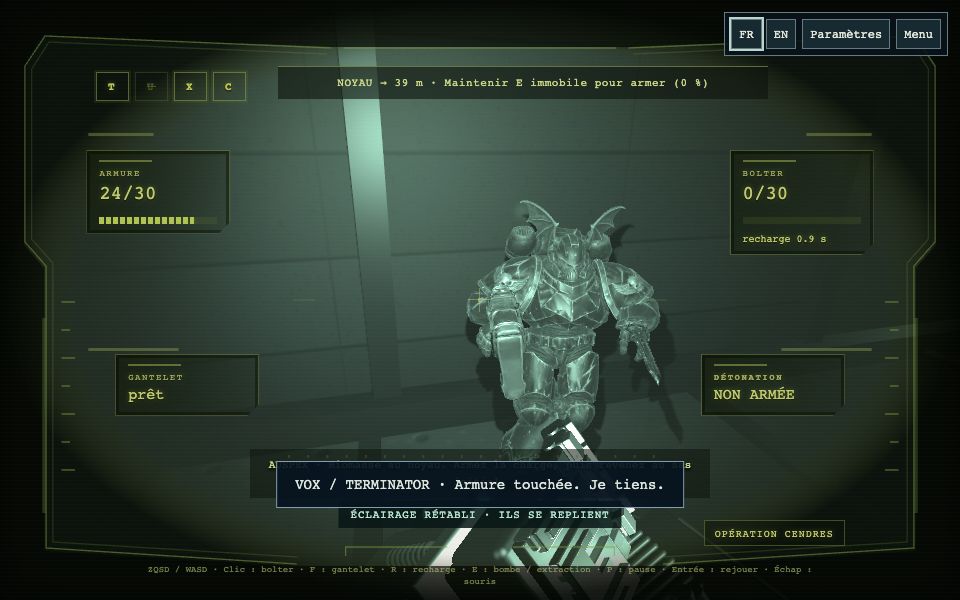 FR EN Paramètres Menu
T U X C
NOYAU → 39 m · Maintenir E immobile pour armer (0 %)
ARMURE
24/30
BOLTER
0/30
recharge 0.9 s
GANTELET
prêt
DÉTONATION
NON ARMÉE
VOX / TERMINATOR · Armure touchée. Je tiens.
ÉCLAIRAGE RÉTABLI · ILS SE REPLIENT
OPÉRATION CENDRES
ZQSD / WASD · Clic : bolter · F : gantelet · R : recharge · E : bombe / extraction · P : pause · Entrée : rejouer · Échap :
souris